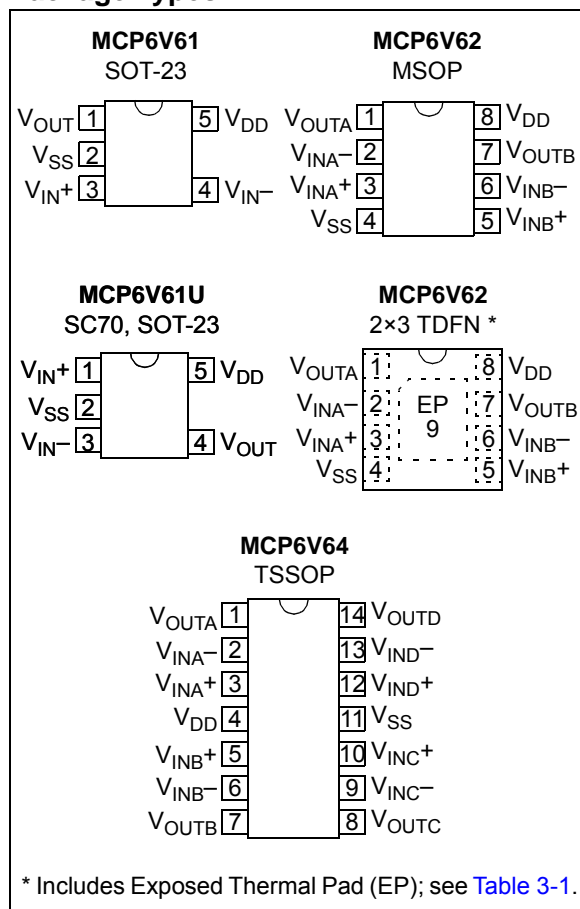 MCP6V61
SOT-23
VOUT 1
5 VDD
VSS 2
VIN+ 3
4 VIN–
MCP6V62
MSOP
VOUTA 1
8 VDD
VINA– 2
7 VOUTB
VINA+ 3
6 VINB–
VSS 4
5 VINB+
MCP6V61U
SC70, SOT-23
VIN+ 1
5 VDD
VSS 2
VIN– 3
4 VOUT
MCP6V62
2×3 TDFN *
VOUTA 1
8 VDD
VINA– 2
EP
7 VOUTB
9
VINA+ 3
6 VINB–
VSS 4
5 VINB+
MCP6V64
TSSOP
VOUTA 1
14 VOUTD
VINA– 2
13 VIND–
VINA+ 3
12 VIND+
VDD 4
11 VSS
VINB+ 5
10 VINC+
VINB– 6
9 VINC–
VOUTB 7
8 VOUTC
* Includes Exposed Thermal Pad (EP); see Table 3-1.